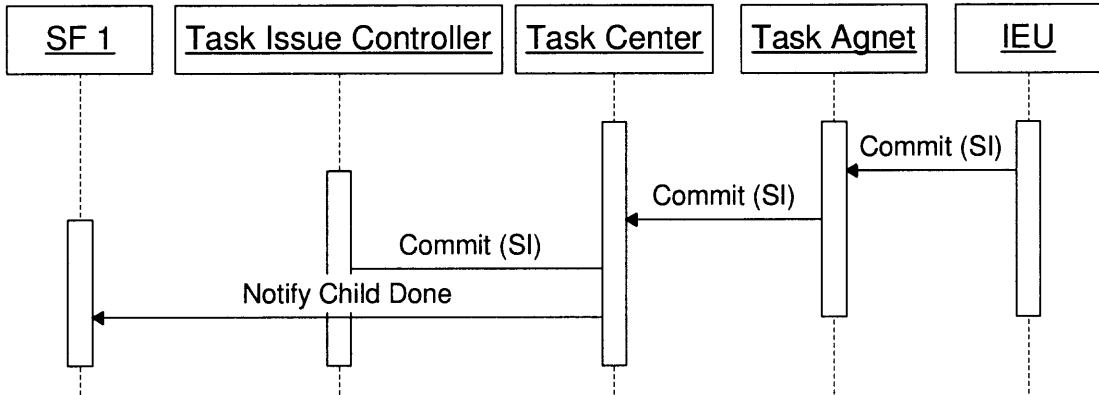 SF 1
Task Issue Controller
Task Center
Task Agnet
IEU
Commit (SI)
Commit (SI)
Commit (SI)
Notify Child Done